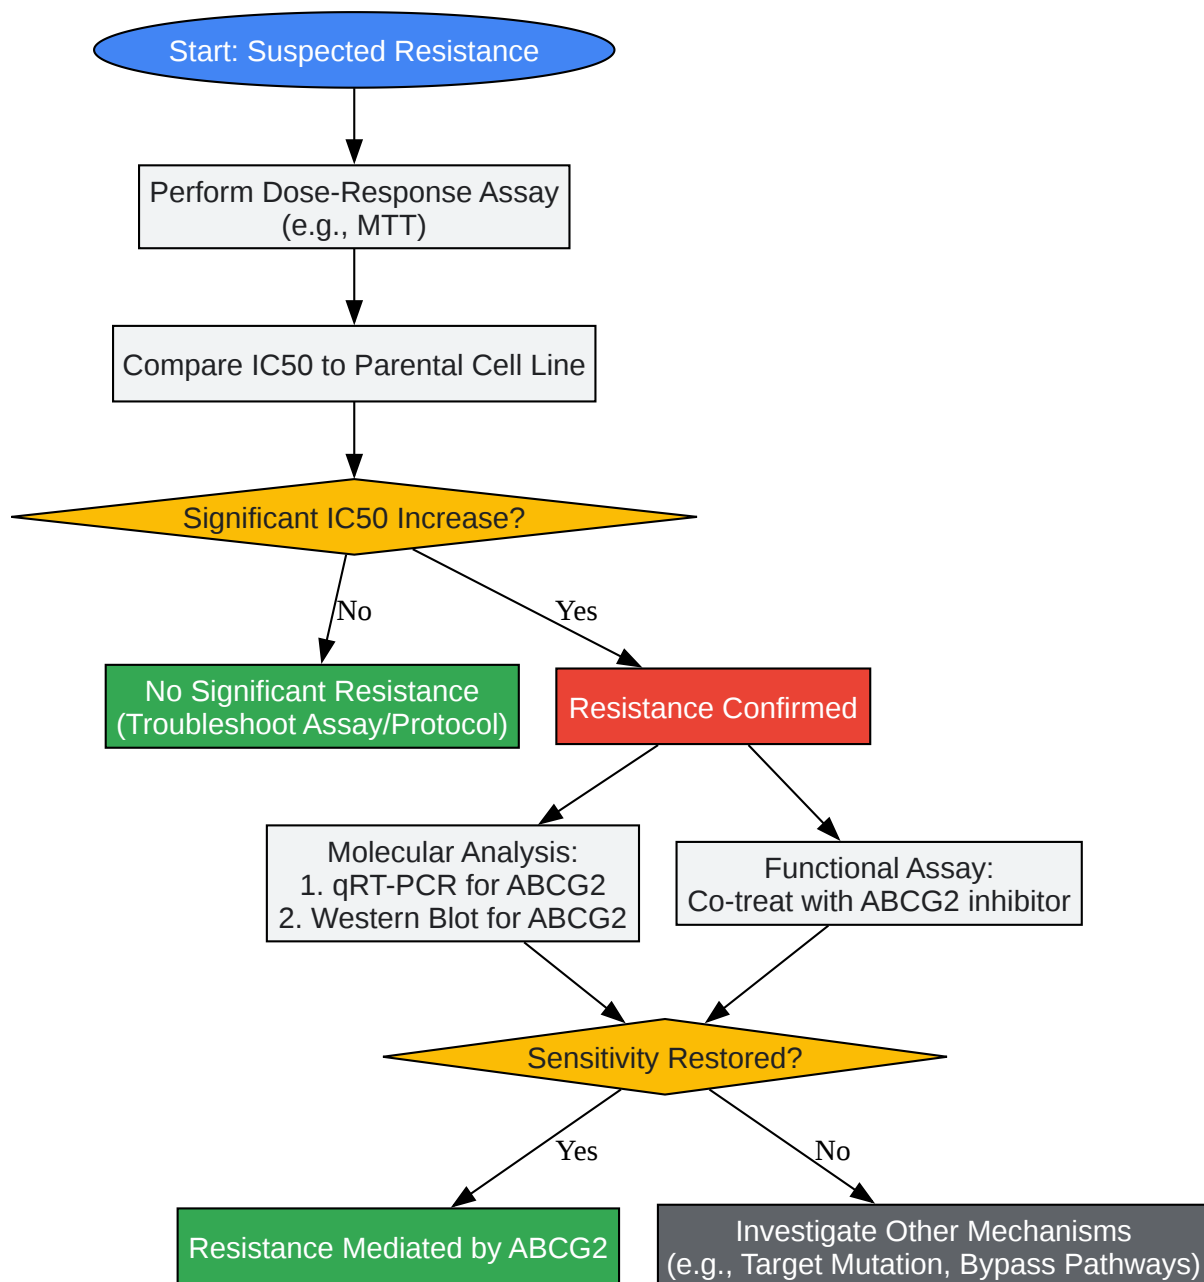 Start: Suspected Resistance
Perform Dose-Response Assay
(e.g., MTT)
Compare IC50 to Parental Cell Line
Significant IC50 Increase?
No
Yes
No Significant Resistance
(Troubleshoot Assay/Protocol)
Resistance Confirmed
Molecular Analysis:
1. qRT-PCR for ABCG2
2. Western Blot for ABCG2
Functional Assay:
Co-treat with ABCG2 inhibitor
Sensitivity Restored?
Yes
No
Resistance Mediated by ABCG2
Investigate Other Mechanisms
(e.g., Target Mutation, Bypass Pathways)